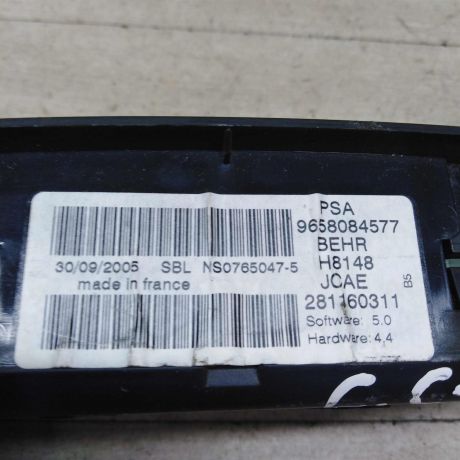 30/09/2005 SBL NS0765047-5
made in france
PSA
9658084577
BEHR
H8148
JCAE
281160311
Software: 5.0
Hardware: 4.4
B5